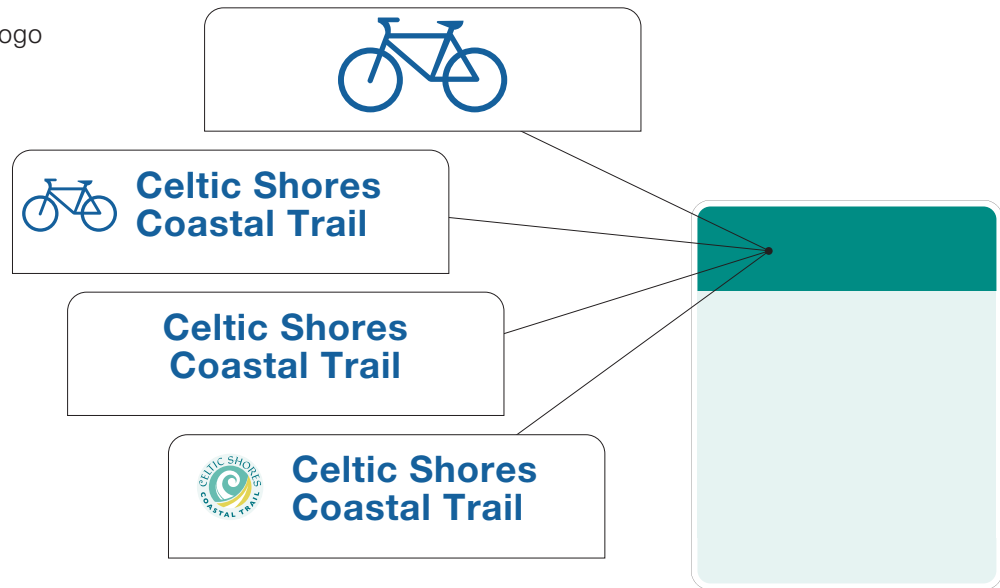 ogo
Celtic Shores
Coastal Trail
Celtic Shores
Coastal Trail
CELTIC SHORES
COASTAL TRAIL
Celtic Shores
Coastal Trail